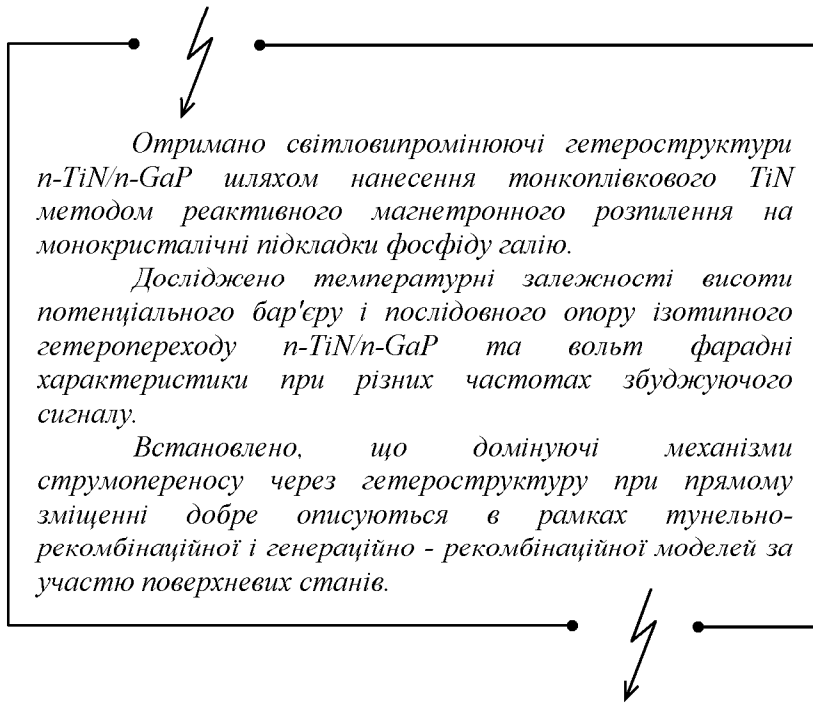 Отримано світловипромінюючі гетероструктури
n-TiN/n-GaP шляхом нанесення тонкоплівкового TiN
методом реактивного магнетронного розпилення на
монокристалічні підкладки фосфіду галію.
Досліджено температурні залежності висоти
потенціального бар'єру і послідовного опору ізотипного
гетеропереходу n-TiN/n-GaP та вольт фарадні
характеристики при різних частотах збуджуючого
сигналу.
Встановлено, що домінуючі механізми
струмопереносу через гетероструктуру при прямому
зміщенні добре описуються в рамках тунельно-
рекомбінаційної і генераційно - рекомбінаційної моделей за
участю поверхневих станів.